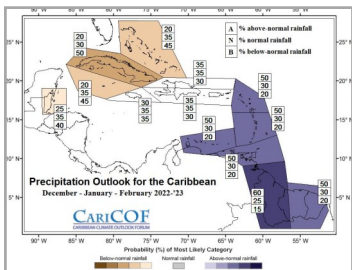 A % above-normal rainfall
N % normal rainfall
B % below-normal rainfall
20
30
50
20
35
45
25°N
20°N
15°N
10°N
5°N
35
35
30
50
30
20
20
35
45
30
35
35
35
35
30
25
35
40
50
30
20
50
30
20
50
30
20
60
25
15
50
30
20
Precipitation Outlook for the Caribbean
December - January - February 2022-'23
CARICOF
CARIBBEAN CLIMATE OUTLOOK FORUM
90°W 85°W 80°W 75°W 70°W 65°W 60°W 55°W
Probability (%) of Most Likely Category
Below-normal rainfall Normal rainfall Above-normal rainfall